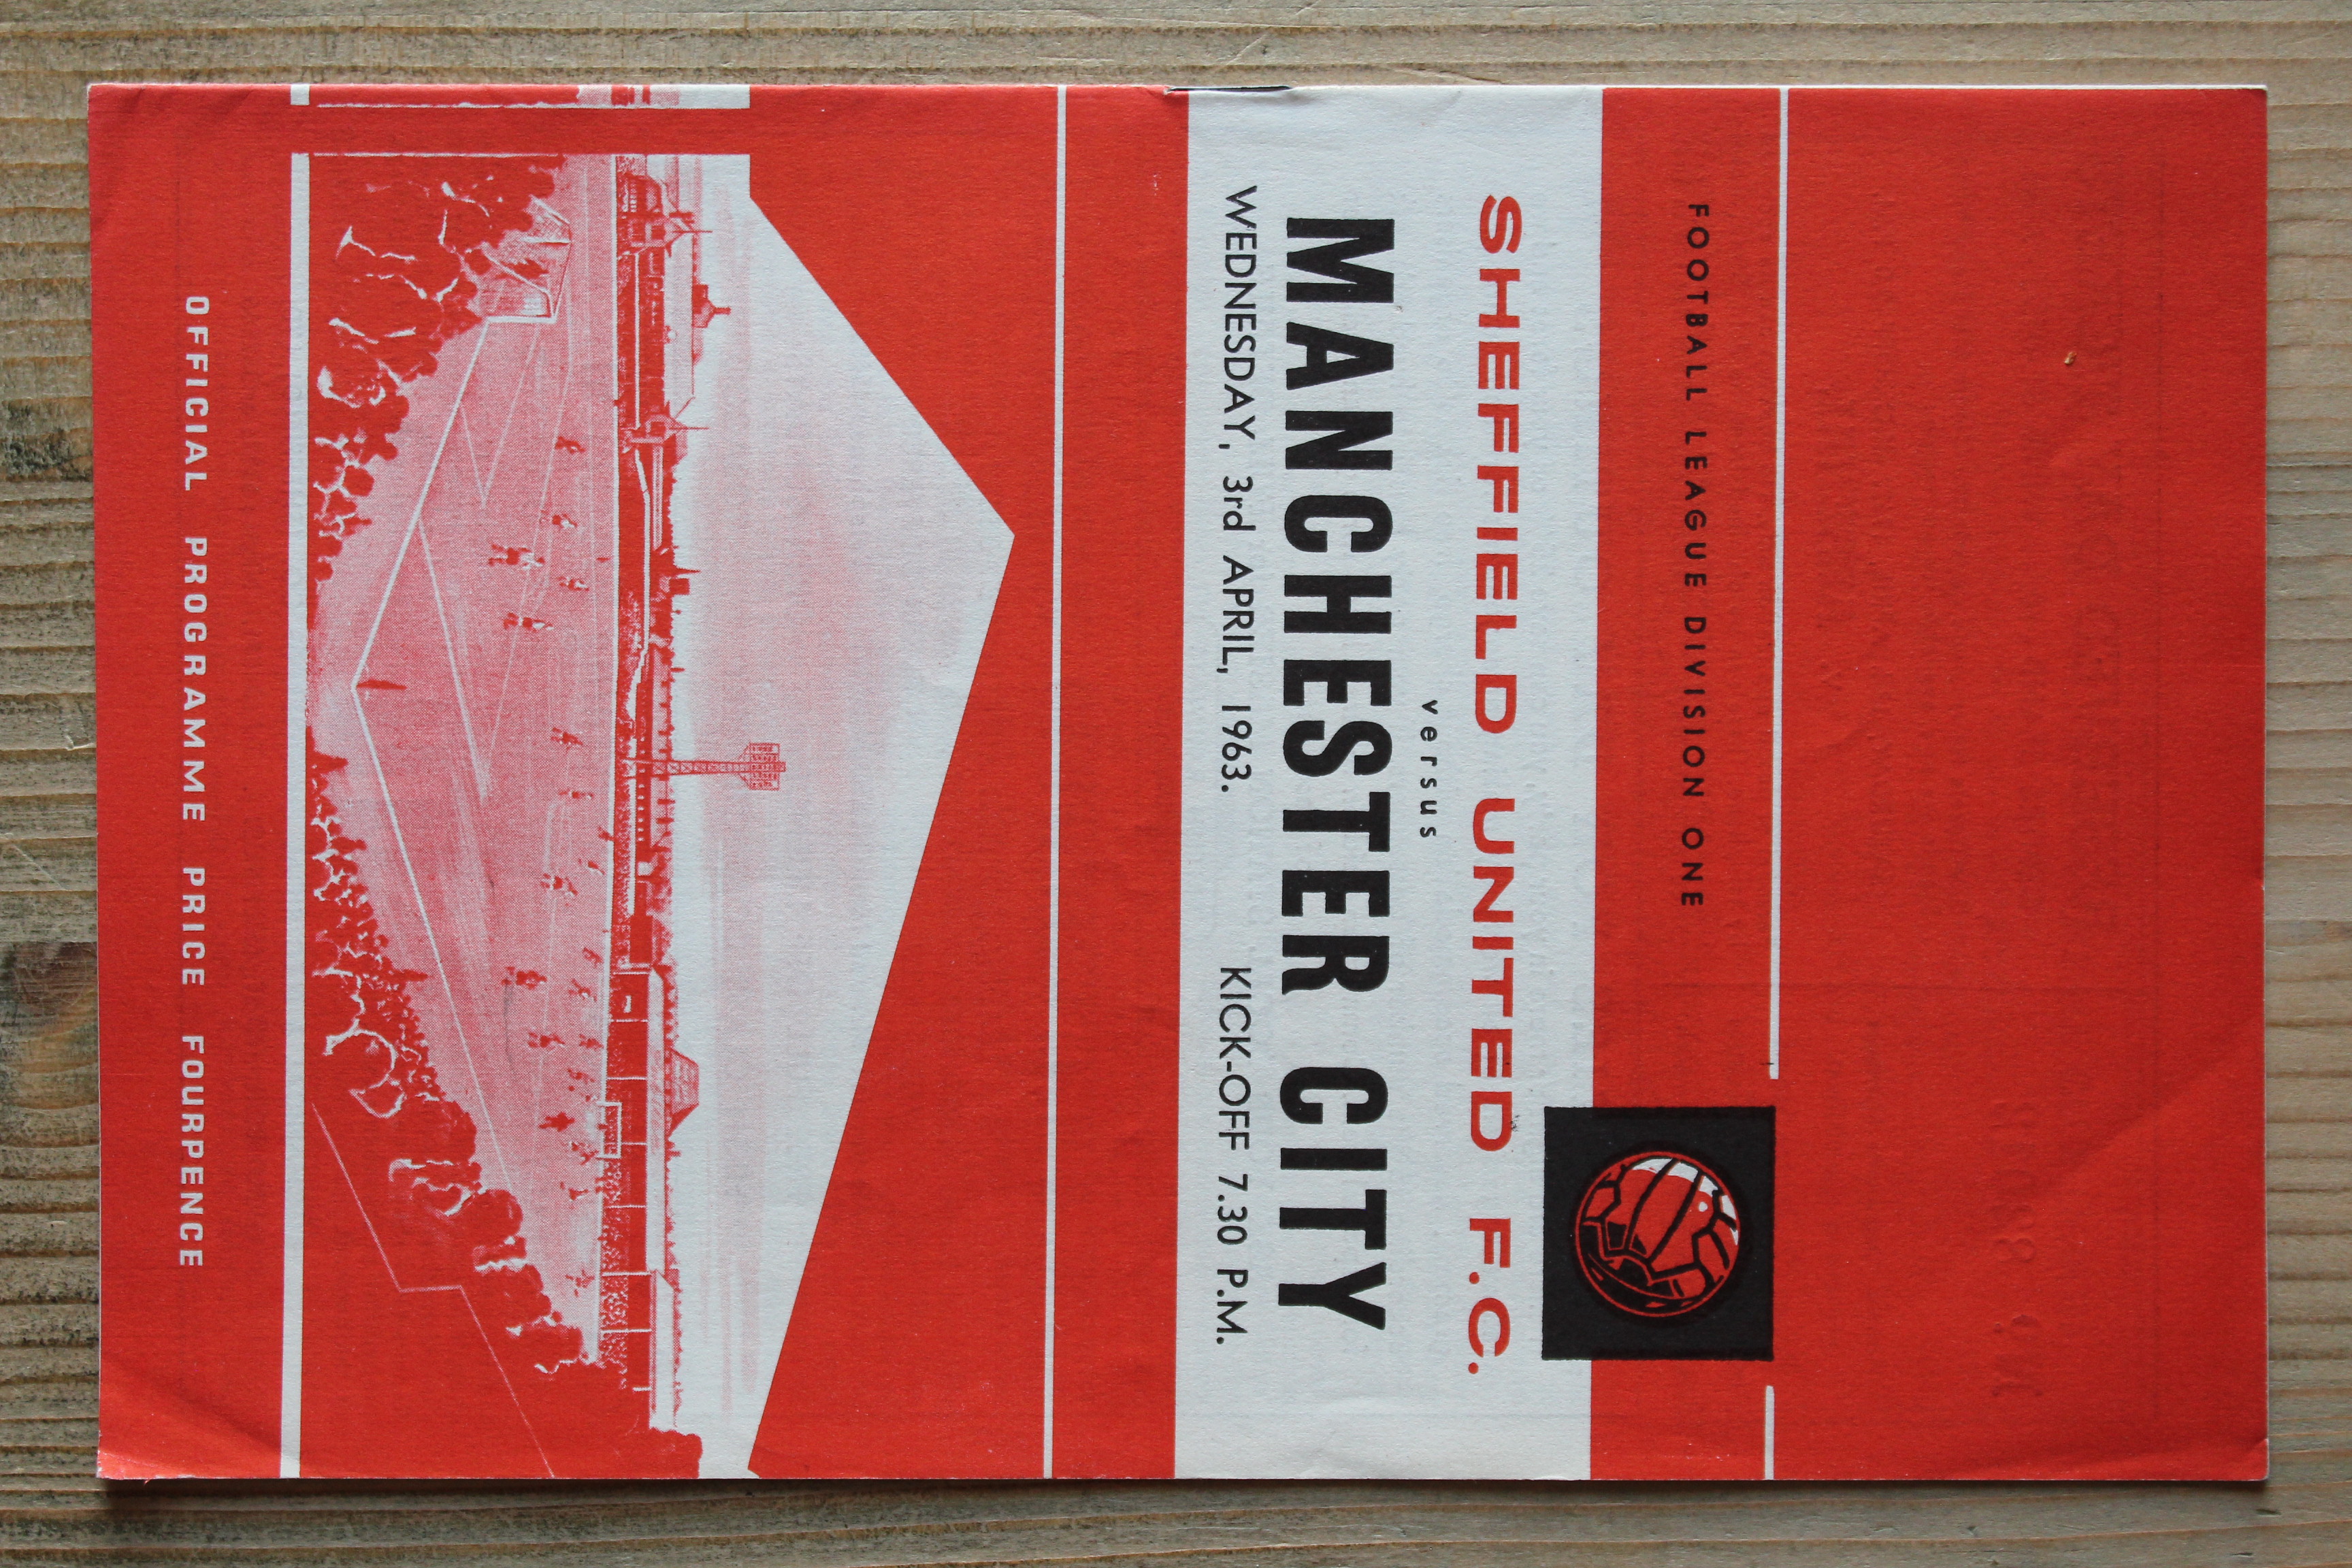 FOOTBALL LEAGUE DIVISION ONE
SHEFFIELD UNITED F.C.
versus
MANCHESTER CITY
WEDNESDAY, 3rd APRIL, 1963. KICK-OFF 7.30 P.M.
OFFICIAL PROGRAMME PRICE FOURPENCE